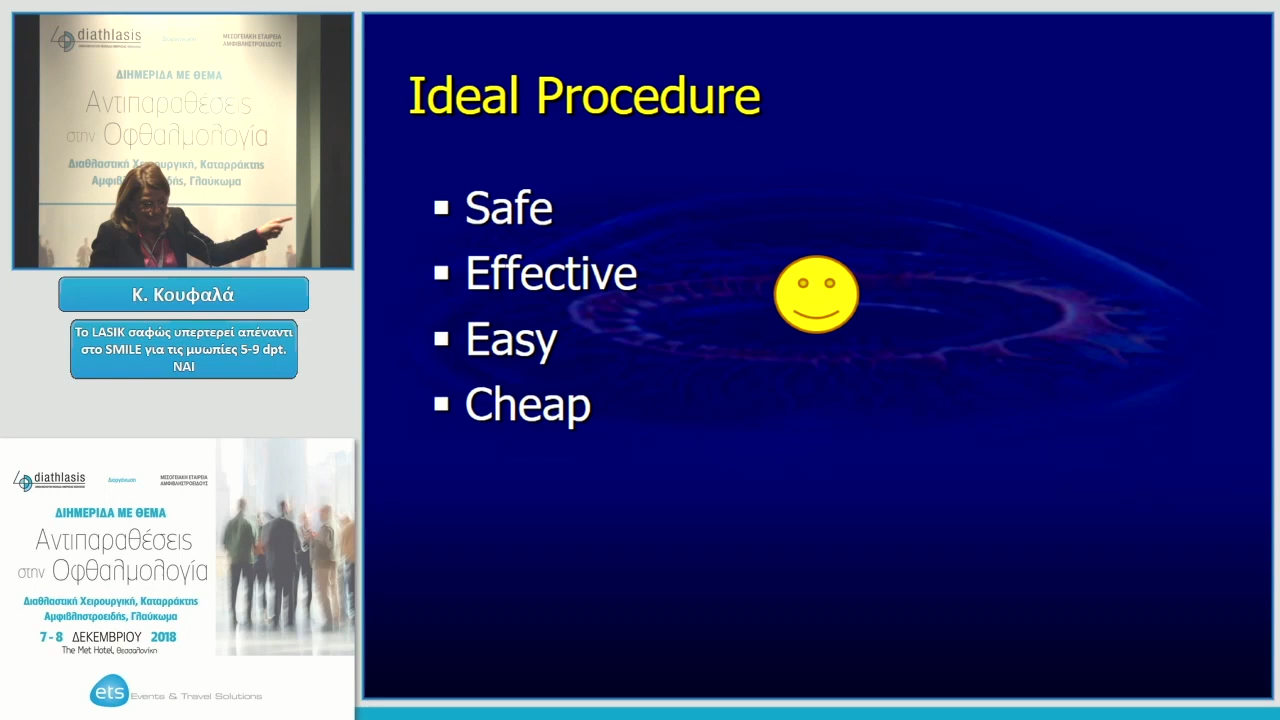 diathlasis
ΜΕΣΟΓΕΙΑΚΗ ΕΤΑΙΡΕΙΑ
ΑΜΦΙΒΛΗΣΤΡΟΕΙΔΟΥΣ
ΔΙΗΜΕΡΙΔΑ ΜΕ ΘΕΜΑ
Αντιπαραθέσεις
στην Οφθαλμολογία
Διαθλαστική Χειρουργική, Καταρράκτης
Γλαύκωμα
Κ. Κουφαλά
Το LASIK σαφώς υπερτερεί απέναντι
στο SMILE για τις μυωπίες 5-9 dpt.
ΝΑΙ
diathlasis
Διοργάνωση
ΜΕΣΟΓΕΙΑΚΗ ΕΤΑΙΡΕΙΑ
ΑΜΦΙΒΛΗΣΤΡΟΕΙΔΟΥΣ
ΔΙΗΜΕΡΙΔΑ ΜΕ ΘΕΜΑ
Αντιπαραθέσεις
στην Οφθαλμολογία
Διαθλαστική Χειρουργική, Καταρράκτης
Αμφιβληστροειδής, Γλαύκωμα
7-8 ΔΕΚΕΜΒΡΙΟΥ 2018
The Met Hotel, Θεσσαλονίκη
ets Events & Travel Solutions
Ideal Procedure
▪ Safe
▪ Effective
▪ Easy
▪ Cheap